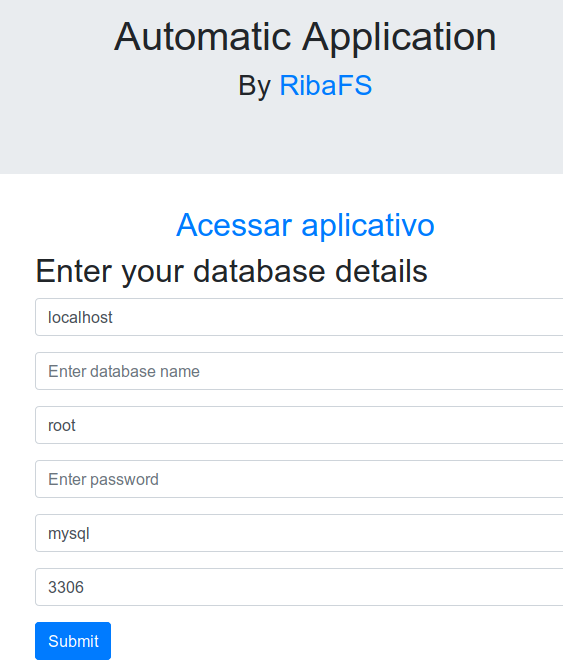 Automatic Application
By RibaFS
Acessar aplicativo
Enter your database details
localhost
Enter database name
root
Enter password
mysql
3306
Submit